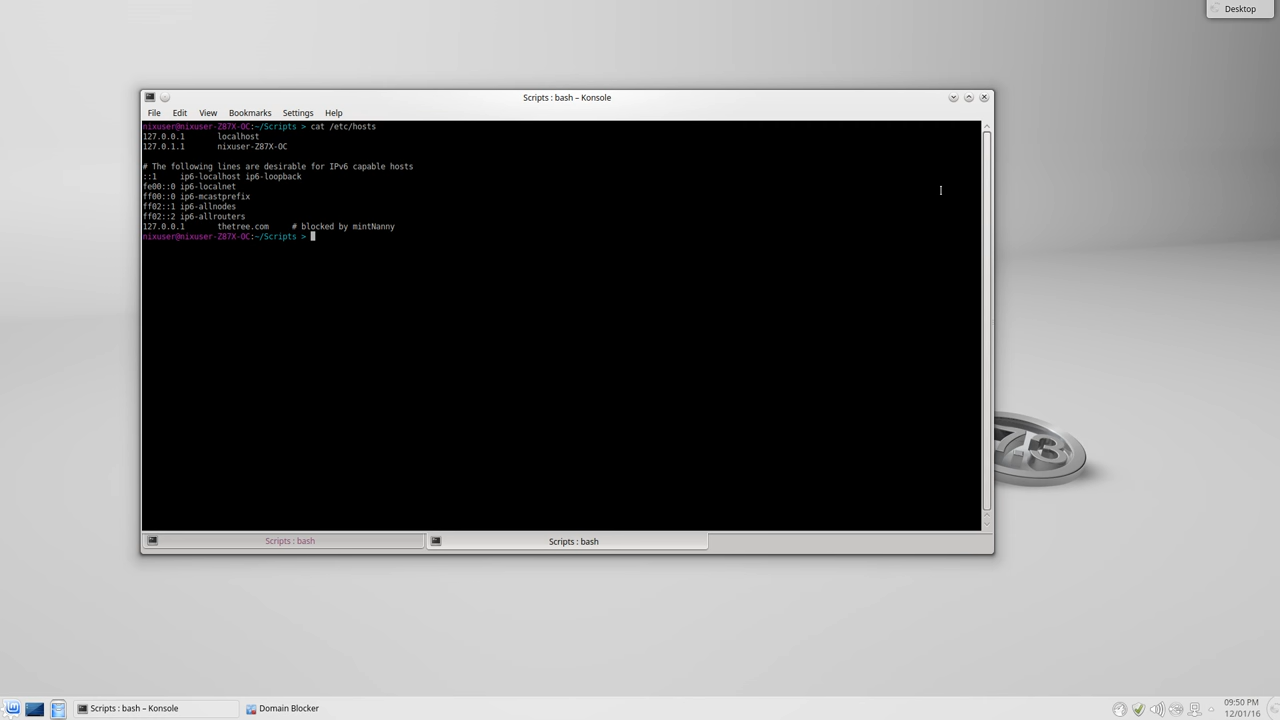 Desktop
Scripts : bash – Konsole
File Edit View Bookmarks Settings Help
nixuser@nixuser-Z87X-OC:~/Scripts > cat /etc/hosts
127.0.0.1       localhost
127.0.1.1       nixuser-Z87X-OC
# The following lines are desirable for IPv6 capable hosts
::1     ip6-localhost ip6-loopback
fe00::0 ip6-localnet
ff00::0 ip6-mcastprefix
ff02::1 ip6-allnodes
ff02::2 ip6-allrouters
127.0.0.1       thetree.com     # blocked by mintNanny
nixuser@nixuser-Z87X-OC:~/Scripts >
7.3
Scripts : bash Scripts : bash
Scripts : bash – Konsole Domain Blocker
09:50 PM
12/01/16